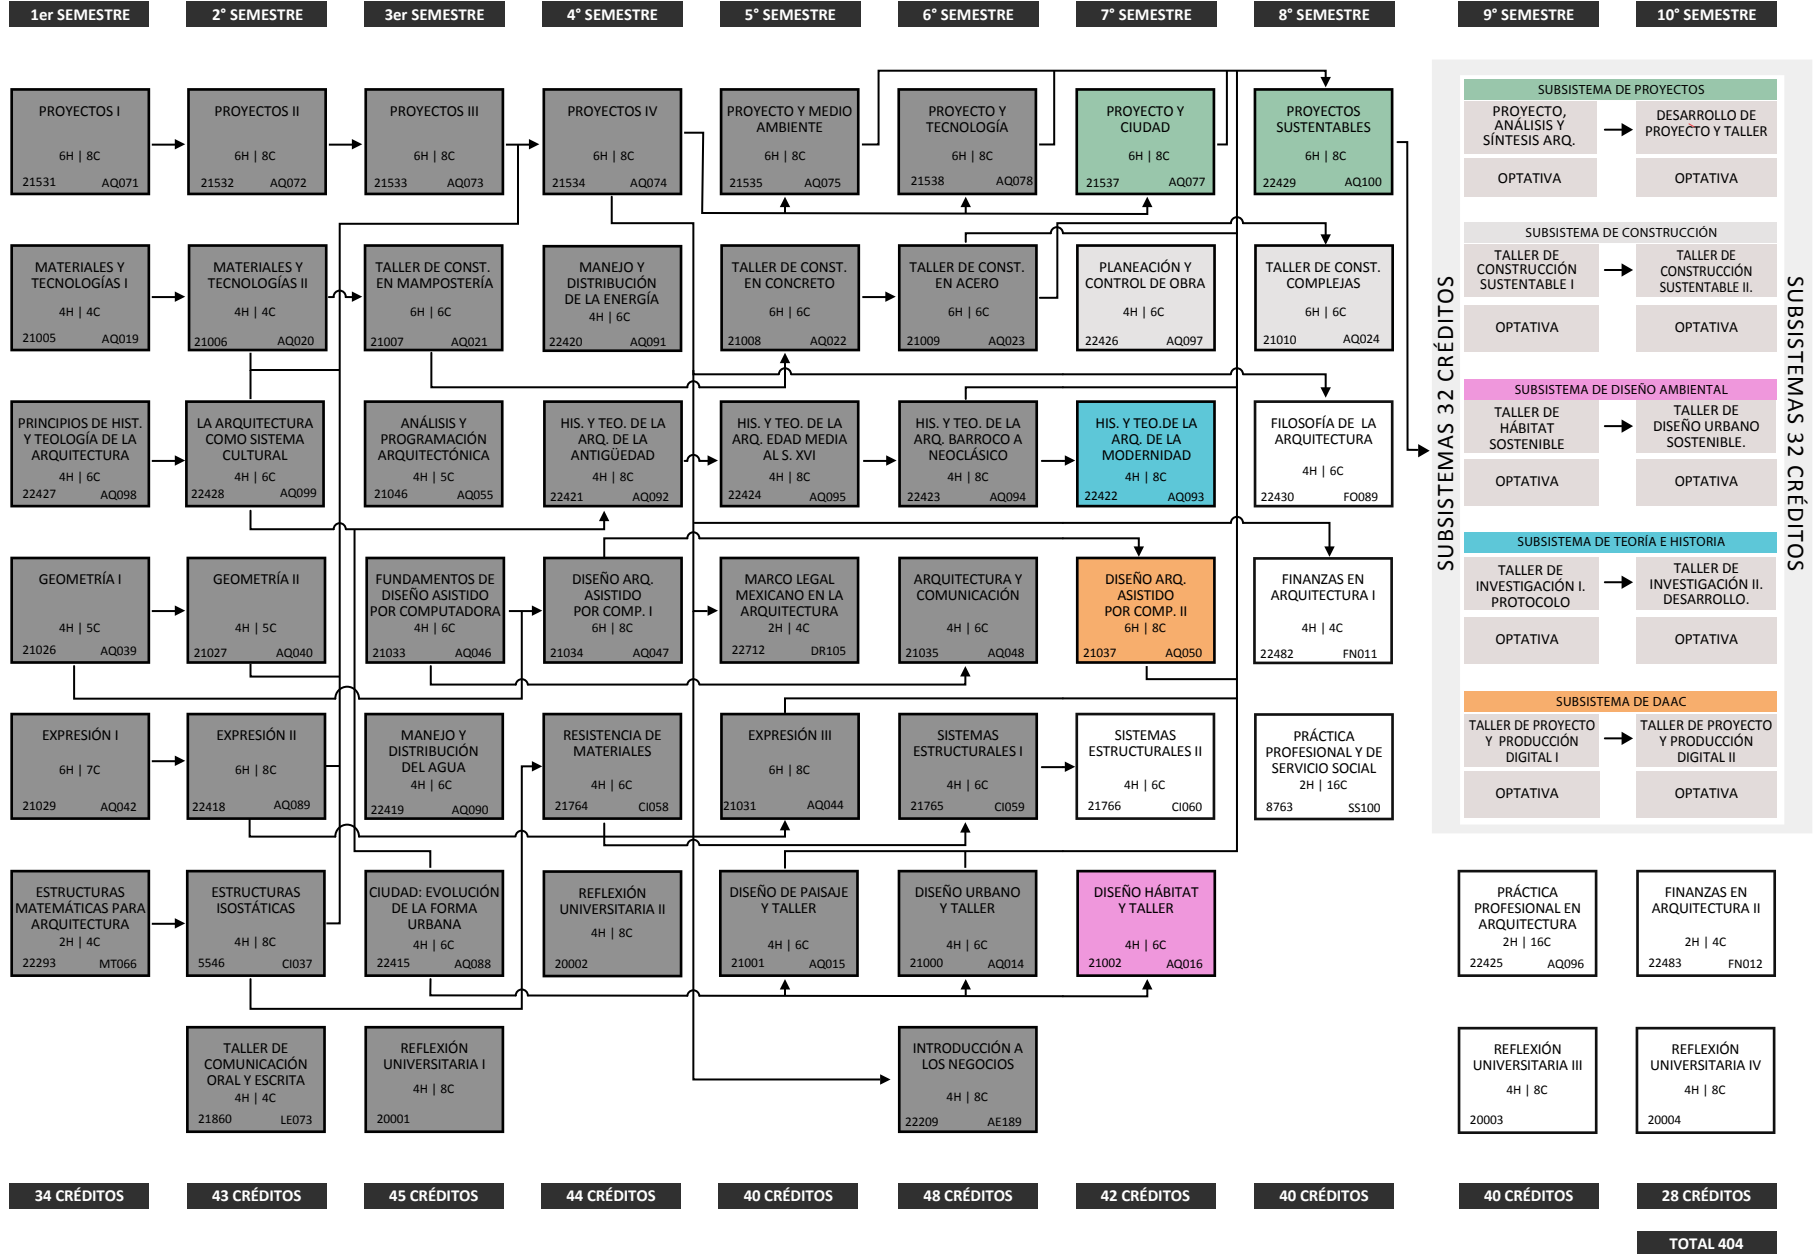 1er SEMESTRE
2° SEMESTRE
3er SEMESTRE
4° SEMESTRE
5° SEMESTRE
6° SEMESTRE
7° SEMESTRE
8° SEMESTRE
9° SEMESTRE
10° SEMESTRE
PROYECTOS I
6H | 8C
21531 AQ071
PROYECTOS II
6H | 8C
21532 AQ072
PROYECTOS III
6H | 8C
21533 AQ073
PROYECTOS IV
6H | 8C
21534 AQ074
PROYECTO Y MEDIO
AMBIENTE
6H | 8C
21535 AQ075
PROYECTO Y
TECNOLOGÍA
6H | 8C
21538 AQ078
PROYECTO Y
CIUDAD
6H | 8C
21537 AQ077
PROYECTOS
SUSTENTABLES
6H | 8C
22429 AQ100
MATERIALES Y
TECNOLOGÍAS I
4H | 4C
21005 AQ019
MATERIALES Y
TECNOLOGÍAS II
4H | 4C
21006 AQ020
TALLER DE CONST.
EN MAMPOSTERÍA
6H | 6C
21007 AQ021
MANEJO Y
DISTRIBUCIÓN
DE LA ENERGÍA
4H | 6C
22420 AQ091
TALLER DE CONST.
EN CONCRETO
6H | 6C
21008 AQ022
TALLER DE CONST.
EN ACERO
6H | 6C
21009 AQ023
PLANEACIÓN Y
CONTROL DE OBRA
4H | 6C
22426 AQ097
TALLER DE CONST.
COMPLEJAS
6H | 6C
21010 AQ024
PRINCIPIOS DE HIST.
Y TEOLOGÍA DE LA
ARQUITECTURA
4H | 6C
22427 AQ098
LA ARQUITECTURA
COMO SISTEMA
CULTURAL
4H | 6C
22428 AQ099
ANÁLISIS Y
PROGRAMACIÓN
ARQUITECTÓNICA
4H | 5C
21046 AQ055
HIS. Y TEO. DE LA
ARQ. DE LA
ANTIGÜEDAD
4H | 8C
22421 AQ092
HIS. Y TEO. DE LA
ARQ. EDAD MEDIA
AL S. XVI
4H | 8C
22424 AQ095
HIS. Y TEO. DE LA
ARQ. BARROCO A
NEOCLÁSICO
4H | 8C
22423 AQ094
HIS. Y TEO.DE LA
ARQ. DE LA
MODERNIDAD
4H | 8C
22422 AQ093
FILOSOFÍA DE LA
ARQUITECTURA
4H | 6C
22430 FO089
GEOMETRÍA I
4H | 5C
21026 AQ039
GEOMETRÍA II
4H | 5C
21027 AQ040
FUNDAMENTOS DE
DISEÑO ASISTIDO
POR COMPUTADORA
4H | 6C
21033 AQ046
DISEÑO ARQ.
ASISTIDO
POR COMP. I
6H | 8C
21034 AQ047
MARCO LEGAL
MEXICANO EN LA
ARQUITECTURA
2H | 4C
22712 DR105
ARQUITECTURA Y
COMUNICACIÓN
4H | 6C
21035 AQ048
DISEÑO ARQ.
ASISTIDO
POR COMP. II
6H | 8C
21037 AQ050
FINANZAS EN
ARQUITECTURA I
4H | 4C
22482 FN011
EXPRESIÓN I
6H | 7C
21029 AQ042
EXPRESIÓN II
6H | 8C
22418 AQ089
MANEJO Y
DISTRIBUCIÓN
DEL AGUA
4H | 6C
22419 AQ090
RESISTENCIA DE
MATERIALES
4H | 6C
21764 CI058
EXPRESIÓN III
6H | 8C
21031 AQ044
SISTEMAS
ESTRUCTURALES I
4H | 6C
21765 CI059
SISTEMAS
ESTRUCTURALES II
4H | 6C
21766 CI060
PRÁCTICA
PROFESIONAL Y DE
SERVICIO SOCIAL
2H | 16C
8763 SS100
ESTRUCTURAS
MATEMÁTICAS PARA
ARQUITECTURA
2H | 4C
22293 MT066
ESTRUCTURAS
ISOSTÁTICAS
4H | 8C
5546 CI037
CIUDAD: EVOLUCIÓN
DE LA FORMA
URBANA
4H | 6C
22415 AQ088
REFLEXIÓN
UNIVERSITARIA II
4H | 8C
20002
DISEÑO DE PAISAJE
Y TALLER
4H | 6C
21001 AQ015
DISEÑO URBANO
Y TALLER
4H | 6C
21000 AQ014
DISEÑO HÁBITAT
Y TALLER
4H | 6C
21002 AQ016
TALLER DE
COMUNICACIÓN
ORAL Y ESCRITA
4H | 4C
21860 LE073
REFLEXIÓN
UNIVERSITARIA I
4H | 8C
20001
INTRODUCCIÓN A
LOS NEGOCIOS
4H | 8C
22209 AE189
SUBSISTEMAS 32 CRÉDITOS
SUBSISTEMA DE PROYECTOS
PROYECTO,
ANÁLISIS Y
SÍNTESIS ARQ.
DESARROLLO DE
PROYECTO Y TALLER
OPTATIVA
OPTATIVA
SUBSISTEMA DE CONSTRUCCIÓN
TALLER DE
CONSTRUCCIÓN
SUSTENTABLE I
TALLER DE
CONSTRUCCIÓN
SUSTENTABLE II.
OPTATIVA
OPTATIVA
SUBSISTEMA DE DISEÑO AMBIENTAL
TALLER DE
HÁBITAT
SOSTENIBLE
TALLER DE
DISEÑO URBANO
SOSTENIBLE.
OPTATIVA
OPTATIVA
SUBSISTEMA DE TEORÍA E HISTORIA
TALLER DE
INVESTIGACIÓN I.
PROTOCOLO
TALLER DE
INVESTIGACIÓN II.
DESARROLLO.
OPTATIVA
OPTATIVA
SUBSISTEMA DE DAAC
TALLER DE PROYECTO
Y PRODUCCIÓN
DIGITAL I
TALLER DE PROYECTO
Y PRODUCCIÓN
DIGITAL II
OPTATIVA
OPTATIVA
SUBSISTEMAS 32 CRÉDITOS
PRÁCTICA
PROFESIONAL EN
ARQUITECTURA
2H | 16C
22425 AQ096
FINANZAS EN
ARQUITECTURA II
2H | 4C
22483 FN012
REFLEXIÓN
UNIVERSITARIA III
4H | 8C
20003
REFLEXIÓN
UNIVERSITARIA IV
4H | 8C
20004
34 CRÉDITOS
43 CRÉDITOS
45 CRÉDITOS
44 CRÉDITOS
40 CRÉDITOS
48 CRÉDITOS
42 CRÉDITOS
40 CRÉDITOS
40 CRÉDITOS
28 CRÉDITOS
TOTAL 404